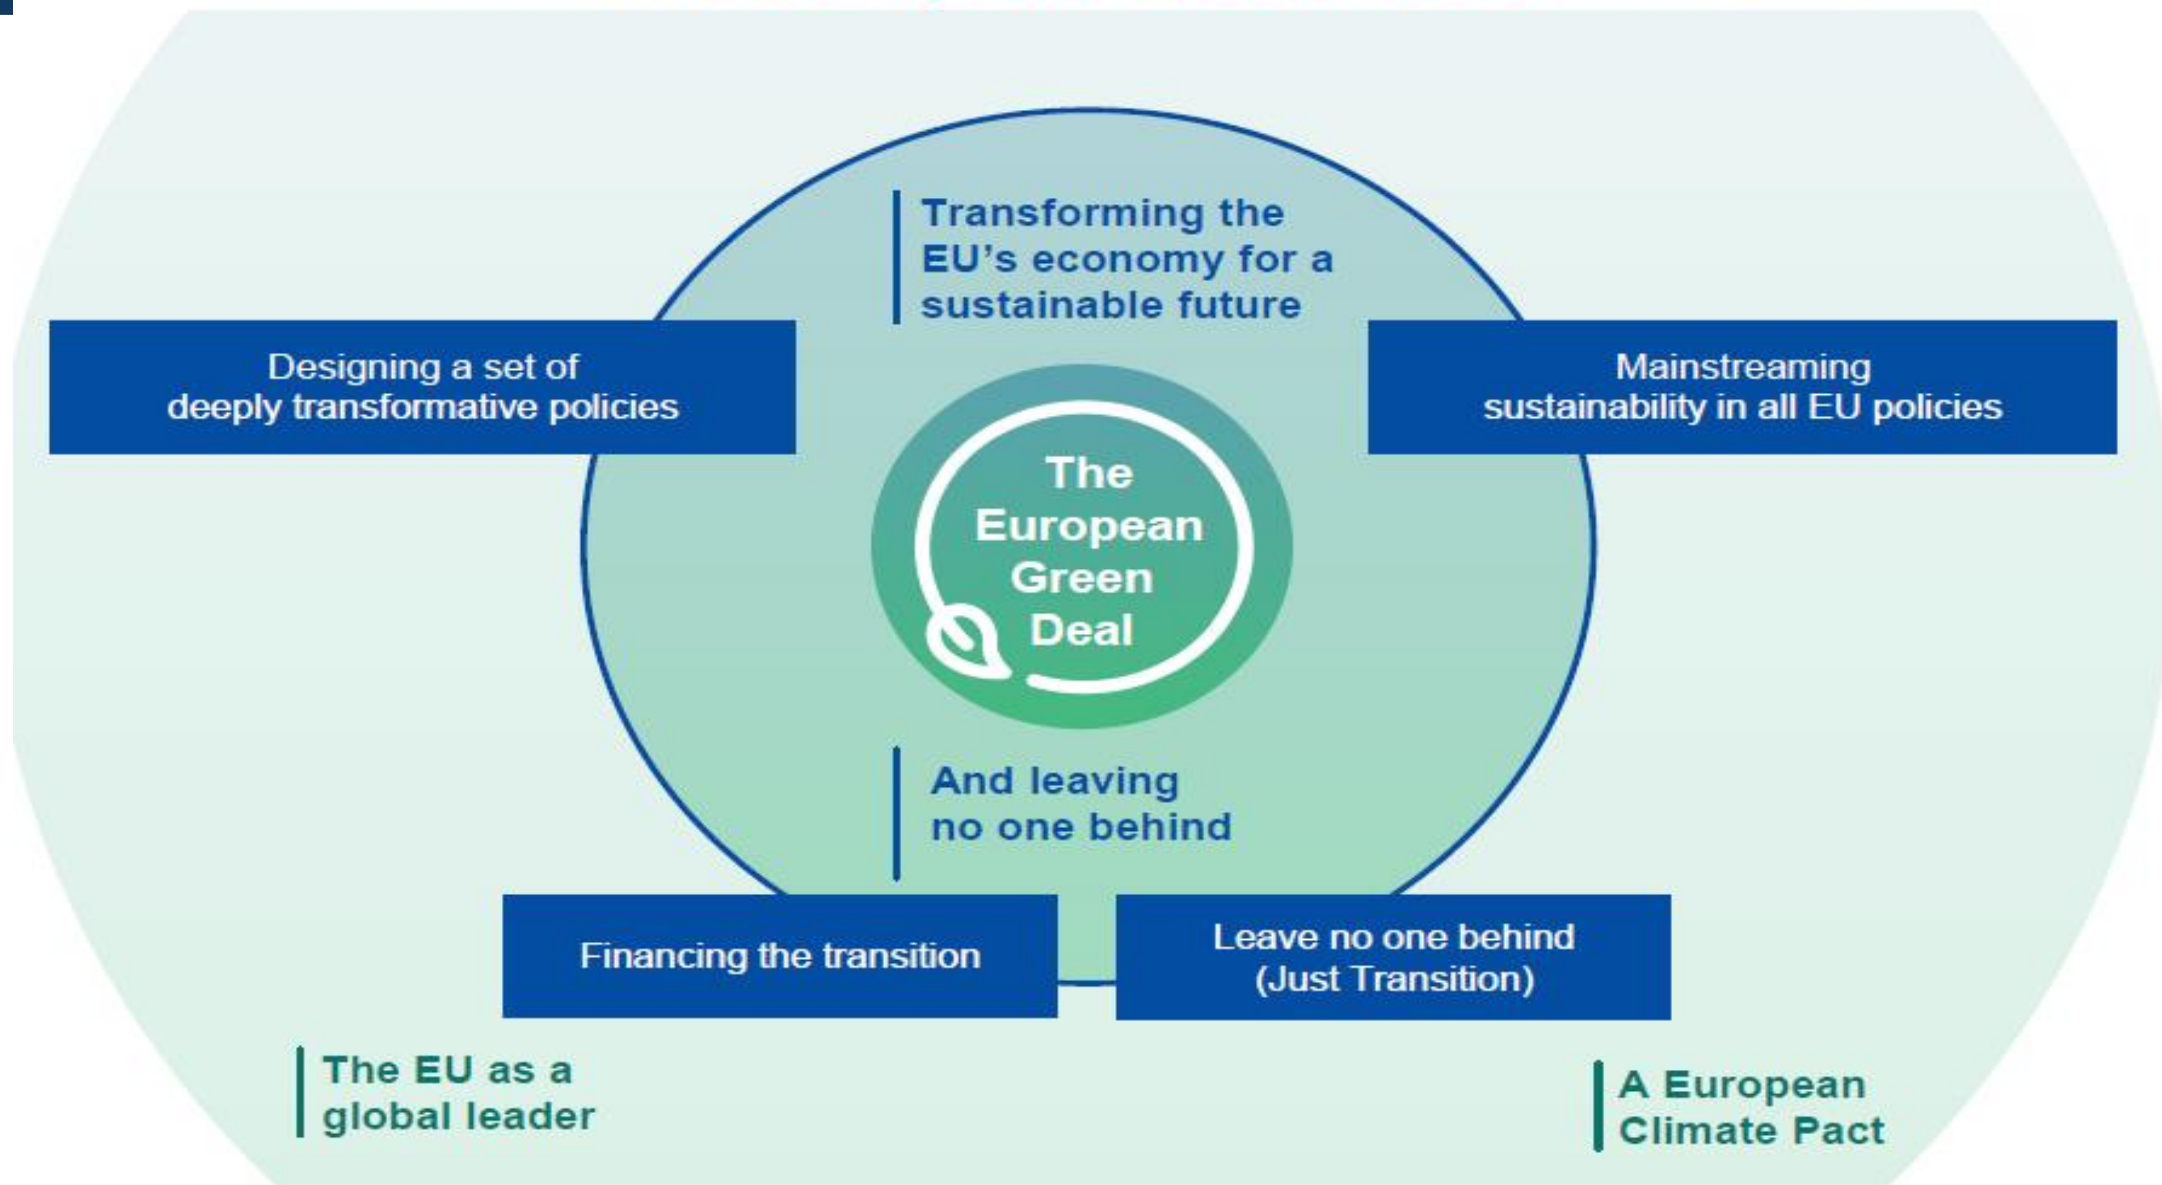 Transforming the
EU’s economy for a
sustainable future
Designing a set of
deeply transformative policies
Mainstreaming
sustainability in all EU policies
The
European
Green
Deal
And leaving
no one behind
Financing the transition
Leave no one behind
(Just Transition)
The EU as a
global leader
A European
Climate Pact